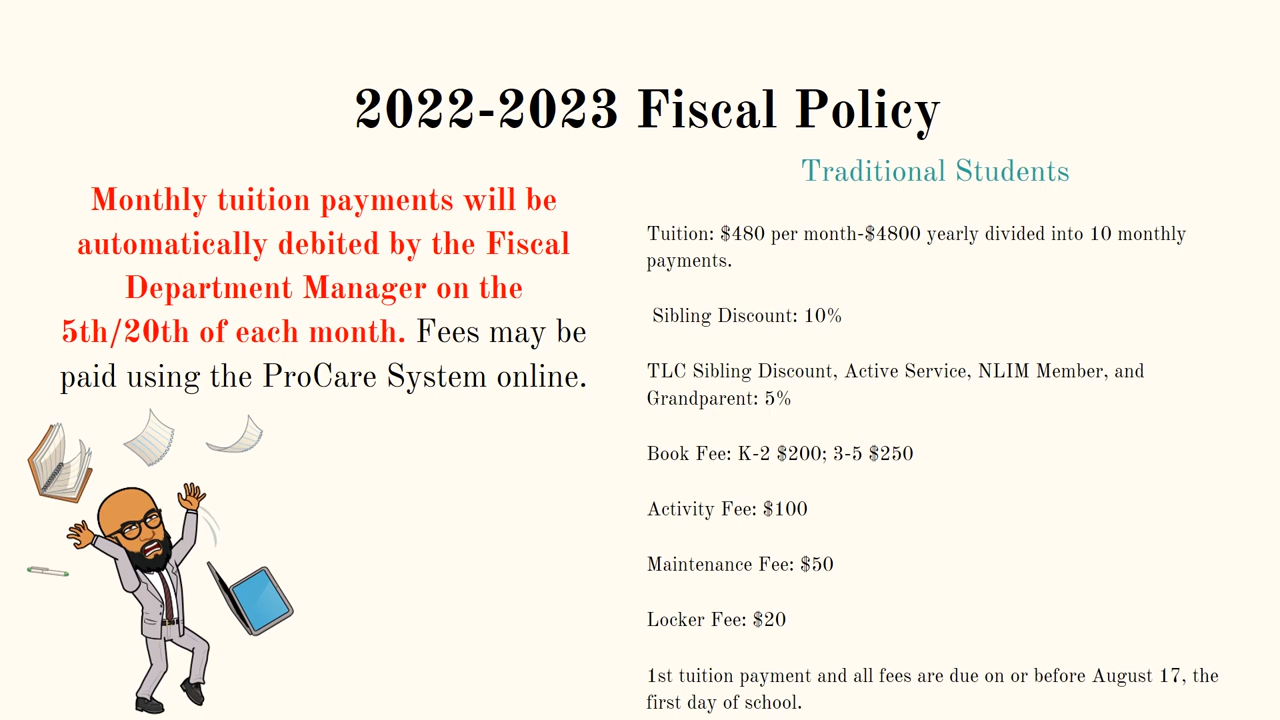 2022-2023 Fiscal Policy
Monthly tuition payments will be
automatically debited by the Fiscal
Department Manager on the
5th/20th of each month. Fees may be
paid using the ProCare System online.
Traditional Students
Tuition: $480 per month-$4800 yearly divided into 10 monthly
payments.
Sibling Discount: 10%
TLC Sibling Discount, Active Service, NLIM Member, and
Grandparent: 5%
Book Fee: K-2 $200; 3-5 $250
Activity Fee: $100
Maintenance Fee: $50
Locker Fee: $20
1st tuition payment and all fees are due on or before August 17, the
first day of school.